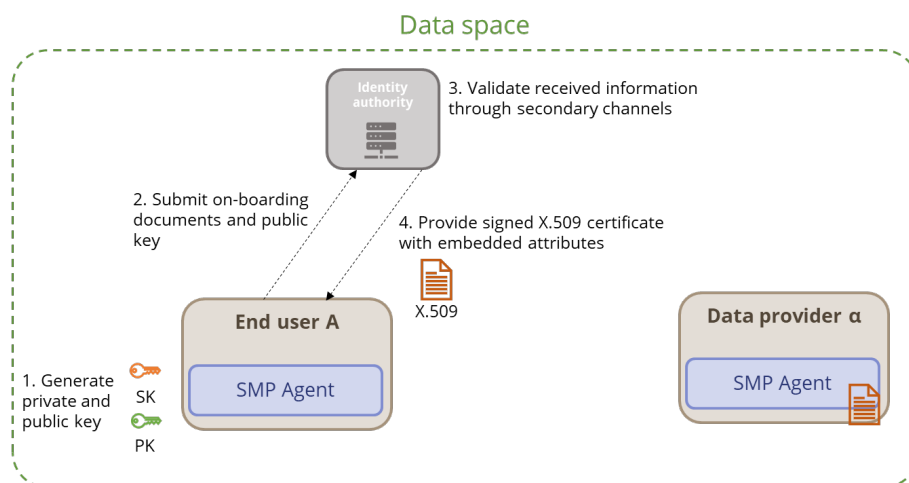 Data space
Identity
authority
3. Validate received information
through secondary channels
2. Submit on-boarding
documents and public
key
4. Provide signed X.509 certificate
with embedded attributes
X.509
End user A
SMP Agent
1. Generate
private and
public key
SK
PK
Data provider α
SMP Agent